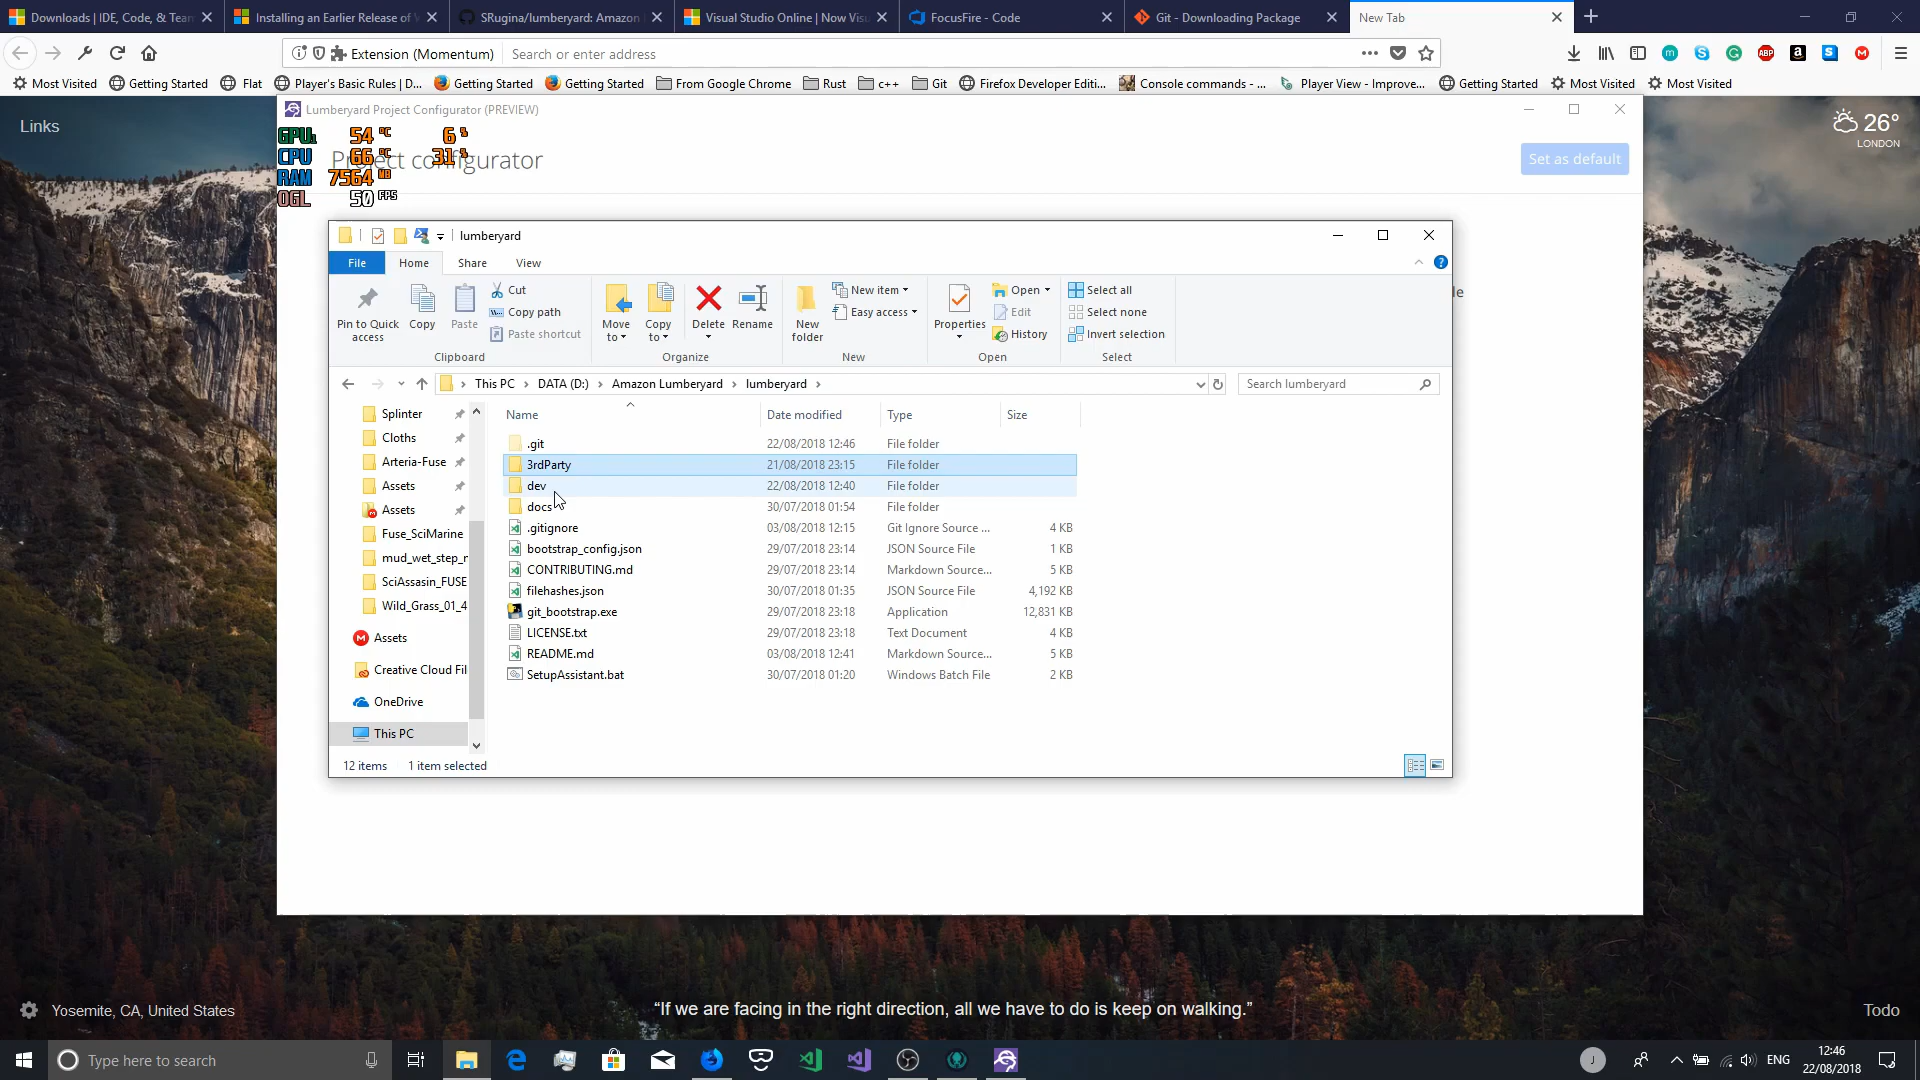 Downloads | IDE, Code, & Tean
Installing an Earlier Release of V
SRugina/lumberyard: Amazon
Visual Studio Online | Now Visu
FocusFire - Code
Git - Downloading Package
New Tab
Extension (Momentum)
Search or enter address
Most Visited
Getting Started
Flat
Player's Basic Rules | D...
Getting Started
Getting Started
From Google Chrome
Rust
c++
Git
Firefox Developer Editi...
Console commands - ...
Player View - Improve...
Getting Started
Most Visited
Most Visited
Links
Lumberyard Project Configurator (PREVIEW)
26°
LONDON
GPU1 54 °C 6 %
CPU 66 °C 31 %
RAM 7564 MB
OGL 50 FPS
Project configurator
Set as default
lumberyard
File
Home
Share
View
Pin to Quick access
Copy
Paste
Cut
Copy path
Paste shortcut
Clipboard
Move to
Copy to
Delete
Rename
Organize
New folder
New item
Easy access
New
Properties
Open
Edit
History
Open
Select all
Select none
Invert selection
Select
This PC
DATA (D:)
Amazon Lumberyard
lumberyard
Search lumberyard
Name Date modified Type Size
Splinter
Cloths
Arteria-Fuse
Assets
Assets
Fuse_SciMarine
mud_wet_step_r
SciAssasin_FUSE
Wild_Grass_01_4
Assets
Creative Cloud Fil
OneDrive
This PC
.git 22/08/2018 12:46 File folder
3rdParty 21/08/2018 23:15 File folder
dev 22/08/2018 12:40 File folder
docs 30/07/2018 01:54 File folder
.gitignore 03/08/2018 12:15 Git Ignore Source ... 4 KB
bootstrap_config.json 29/07/2018 23:14 JSON Source File 1 KB
CONTRIBUTING.md 29/07/2018 23:14 Markdown Source... 5 KB
filehashes.json 30/07/2018 01:35 JSON Source File 4,192 KB
git_bootstrap.exe 29/07/2018 23:18 Application 12,831 KB
LICENSE.txt 29/07/2018 23:18 Text Document 4 KB
README.md 03/08/2018 12:41 Markdown Source... 5 KB
SetupAssistant.bat 30/07/2018 01:20 Windows Batch File 2 KB
12 items
1 item selected
Yosemite, CA, United States
“If we are facing in the right direction, all we have to do is keep on walking.”
Todo
Type here to search
J
ENG
12:46
22/08/2018